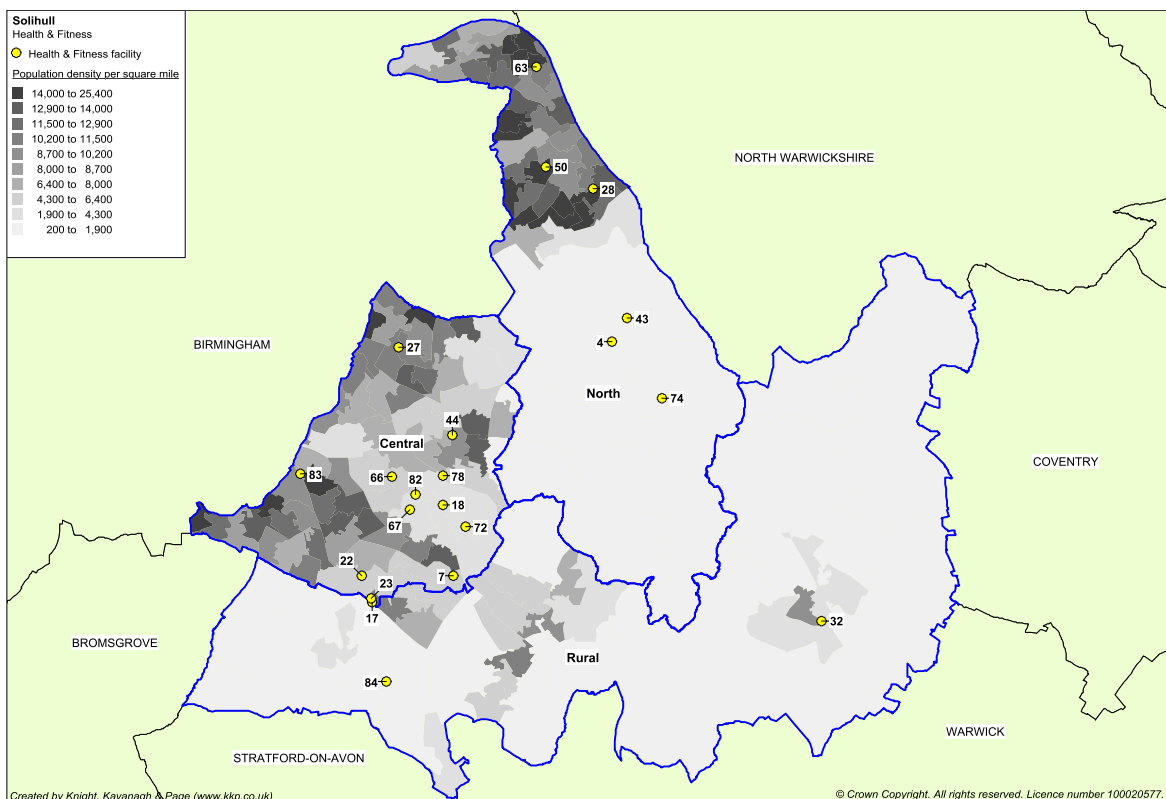 Solihull
Health & Fitness
Health & Fitness facility
Population density per square mile
14,000 to 25,400
12,900 to 14,000
11,500 to 12,900
10,200 to 11,500
8,700 to 10,200
8,000 to 8,700
6,400 to 8,000
4,300 to 6,400
1,900 to 4,300
200 to 1,900
63
NORTH WARWICKSHIRE
50
28
43
BIRMINGHAM
4
27
North
74
44
Central
COVENTRY
83
66
82
78
18
67
72
22
23
7
17
32
BROMSGROVE
Rural
84
WARWICK
STRATFORD-ON-AVON
Created by Knight, Kavanagh & Page (www.kkp.co.uk)
© Crown Copyright. All rights reserved. Licence number 100020577.